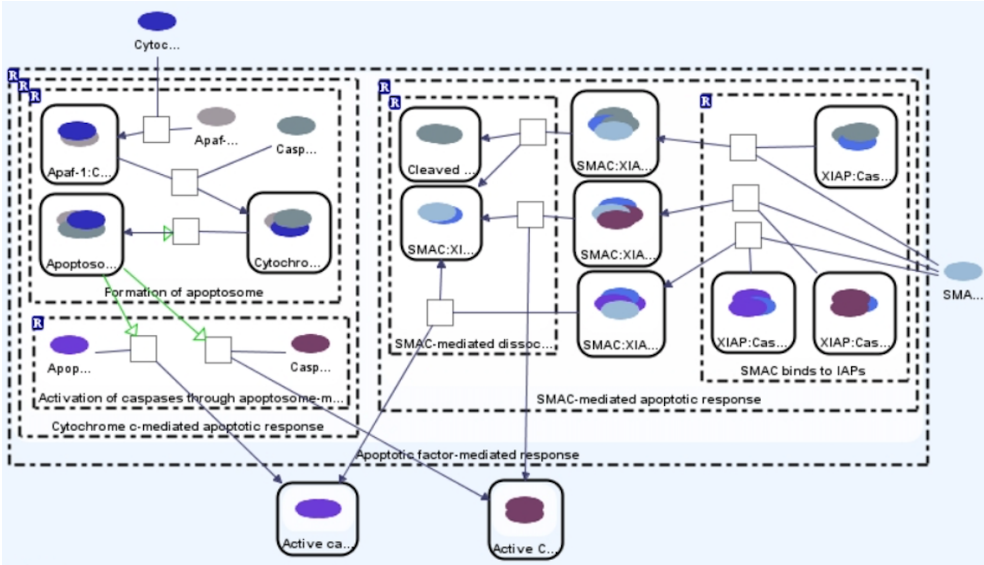 Cytoc...
R
R
R
R
R
R
Apaf-...
Casp...
Apaf-1:C...
Apoptoso...
Cytochro...
Formation of apoptosome
R
Apop...
Casp...
Activation of caspases through apoptosome-m...
Cytochrome c-mediated apoptotic response
Cleaved ...
SMAC:XIA...
XIAP:Cas...
SMAC:XI...
SMAC:XIA...
SMAC:XIA...
SMA...
XIAP:Cas...
XIAP:Cas...
SMAC-mediated dissoc...
SMAC binds to IAPs
SMAC-mediated apoptotic response
Apoptotic factor-mediated response
Active ca...
Active C...